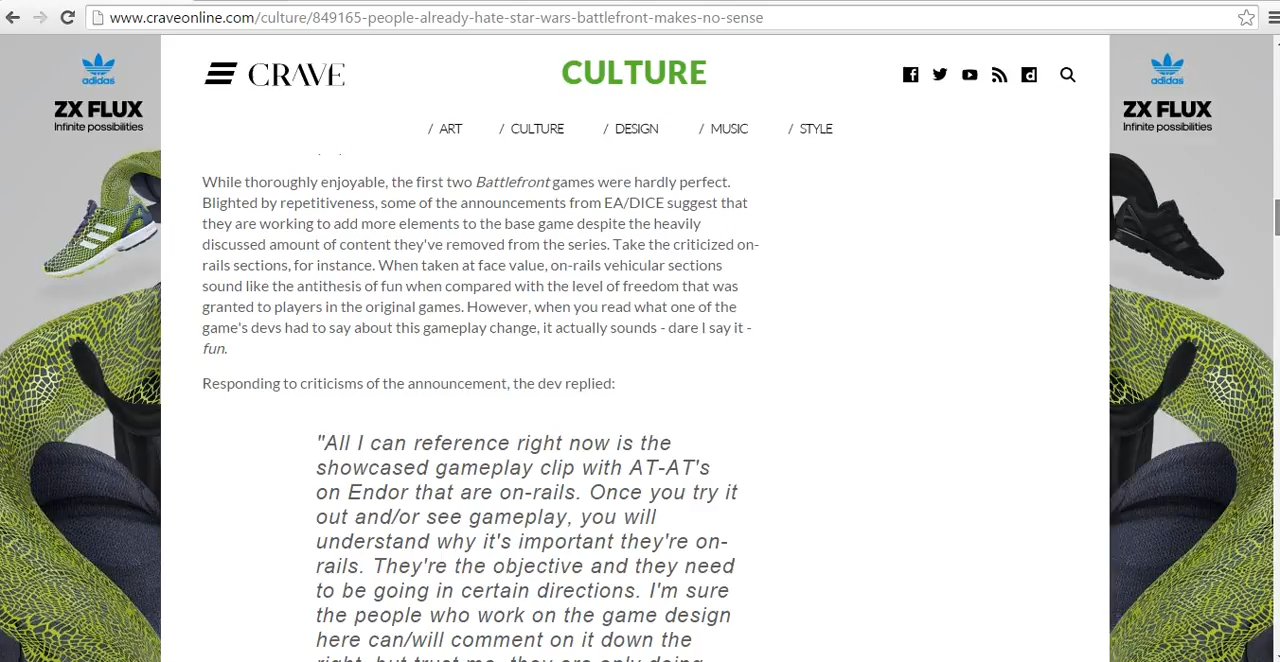 www.craveonline.com/culture/849165-people-already-hate-star-wars-battlefront-makes-no-sense
adidas
ZX FLUX
Infinite possibilities
CRAVE
CULTURE
adidas
ZX FLUX
Infinite possibilities
/ ART / CULTURE / DESIGN / MUSIC / STYLE
While thoroughly enjoyable, the first two Battlefront games were hardly perfect.
Blighted by repetitiveness, some of the announcements from EA/DICE suggest that
they are working to add more elements to the base game despite the heavily
discussed amount of content they've removed from the series. Take the criticized on-
rails sections, for instance. When taken at face value, on-rails vehicular sections
sound like the antithesis of fun when compared with the level of freedom that was
granted to players in the original games. However, when you read what one of the
game's devs had to say about this gameplay change, it actually sounds - dare I say it -
fun.
Responding to criticisms of the announcement, the dev replied:
"All I can reference right now is the
showcased gameplay clip with AT-AT's
on Endor that are on-rails. Once you try it
out and/or see gameplay, you will
understand why it's important they're on-
rails. They're the objective and they need
to be going in certain directions. I'm sure
the people who work on the game design
here can/will comment on it down the
right, but trust me, they are only doing